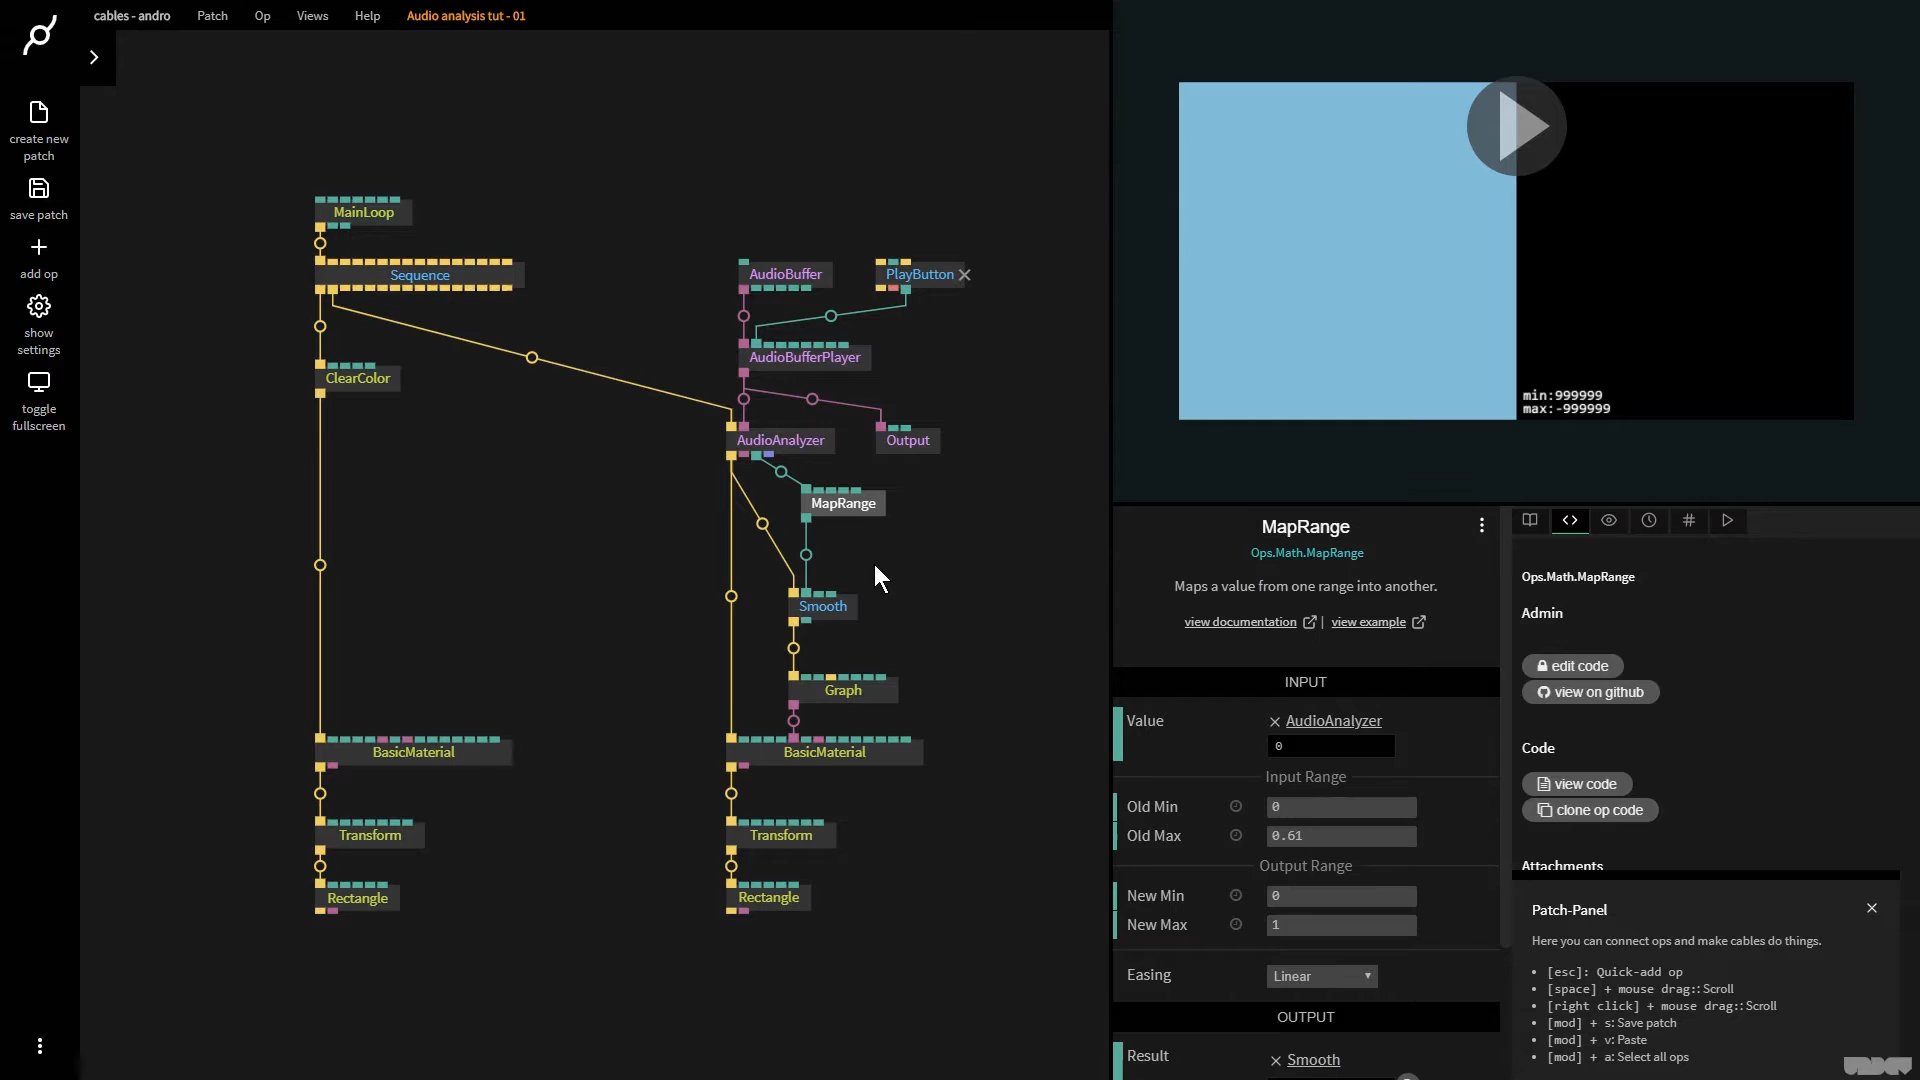 cables - andro
Patch
Op
Views
Help
Audio analysis tut - 01
create new
patch
save patch
add op
show
settings
toggle
fullscreen
MainLoop
Sequence
AudioBuffer
PlayButton
AudioBufferPlayer
ClearColor
AudioAnalyzer
Output
MapRange
Smooth
Graph
BasicMaterial
BasicMaterial
Transform
Transform
Rectangle
Rectangle
min:999999
max:-999999
MapRange
Ops.Math.MapRange
Maps a value from one range into another.
view documentation | view example
INPUT
Value
AudioAnalyzer
0
Input Range
Old Min
0
Old Max
0.61
Output Range
New Min
0
New Max
1
Easing
Linear
OUTPUT
Result
Smooth
Ops.Math.MapRange
Admin
edit code
view on github
Code
view code
clone op code
Attachments
Patch-Panel
Here you can connect ops and make cables do things.
• [esc]: Quick-add op
• [space] + mouse drag:: Scroll
• [right click] + mouse drag:: Scroll
• [mod] + s: Save patch
• [mod] + v: Paste
• [mod] + a: Select all ops